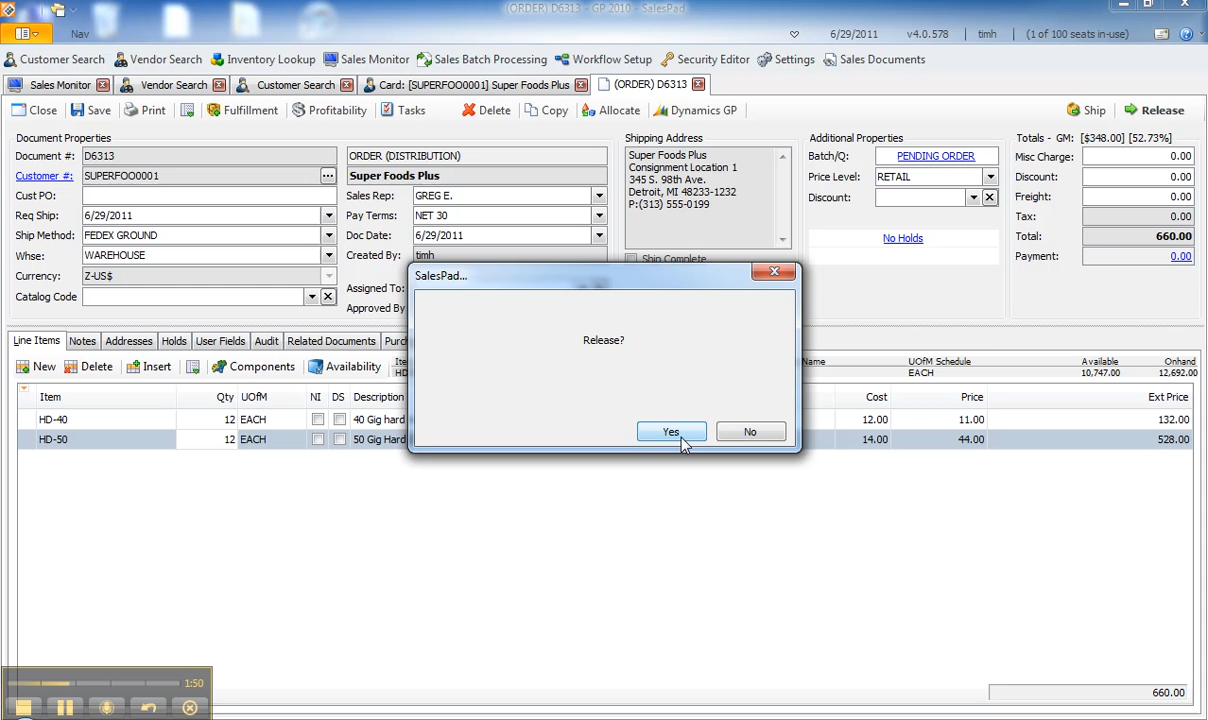 (ORDER) D6313 - GP 2010 - SalesPad
Nav
6/29/2011 v4.0.578 timh (1 of 100 seats in-use)
Customer Search Vendor Search Inventory Lookup Sales Monitor Sales Batch Processing Workflow Setup Security Editor Settings Sales Documents
Sales Monitor Vendor Search Customer Search Card: [SUPERFOO0001] Super Foods Plus (ORDER) D6313
Close Save Print Fulfillment Profitability Tasks Delete Copy Allocate Dynamics GP Ship Release
Document Properties
Document #: D6313
Customer #: SUPERFOO0001 ...
Cust PO:
Req Ship: 6/29/2011
Ship Method: FEDEX GROUND
Whse: WAREHOUSE
Currency: Z-US$
Catalog Code
ORDER (DISTRIBUTION)
Super Foods Plus
Sales Rep: GREG E.
Pay Terms: NET 30
Doc Date: 6/29/2011
Created By: timh
Assigned To:
Approved By
Shipping Address
Super Foods Plus
Consignment Location 1
345 S. 98th Ave.
Detroit, MI 48233-1232
P:(313) 555-0199
Ship Complete
Additional Properties
Batch/Q: PENDING ORDER
Price Level: RETAIL
Discount:
No Holds
Totals - GM: [$348.00] [52.73%]
Misc Charge: 0.00
Discount: 0.00
Freight: 0.00
Tax: 0.00
Total: 660.00
Payment: 0.00
SalesPad...
Release?
Yes No
Line Items Notes Addresses Holds User Fields Audit Related Documents Purc
New Delete Insert Components Availability
Name UOfM Schedule Available Onhand
EACH 10,747.00 12,692.00
Item Qty UOfM NI DS Description Cost Price Ext Price
HD-40 12 EACH 40 Gig hard 12.00 11.00 132.00
HD-50 12 EACH 50 Gig Hard 14.00 44.00 528.00
1:50
660.00